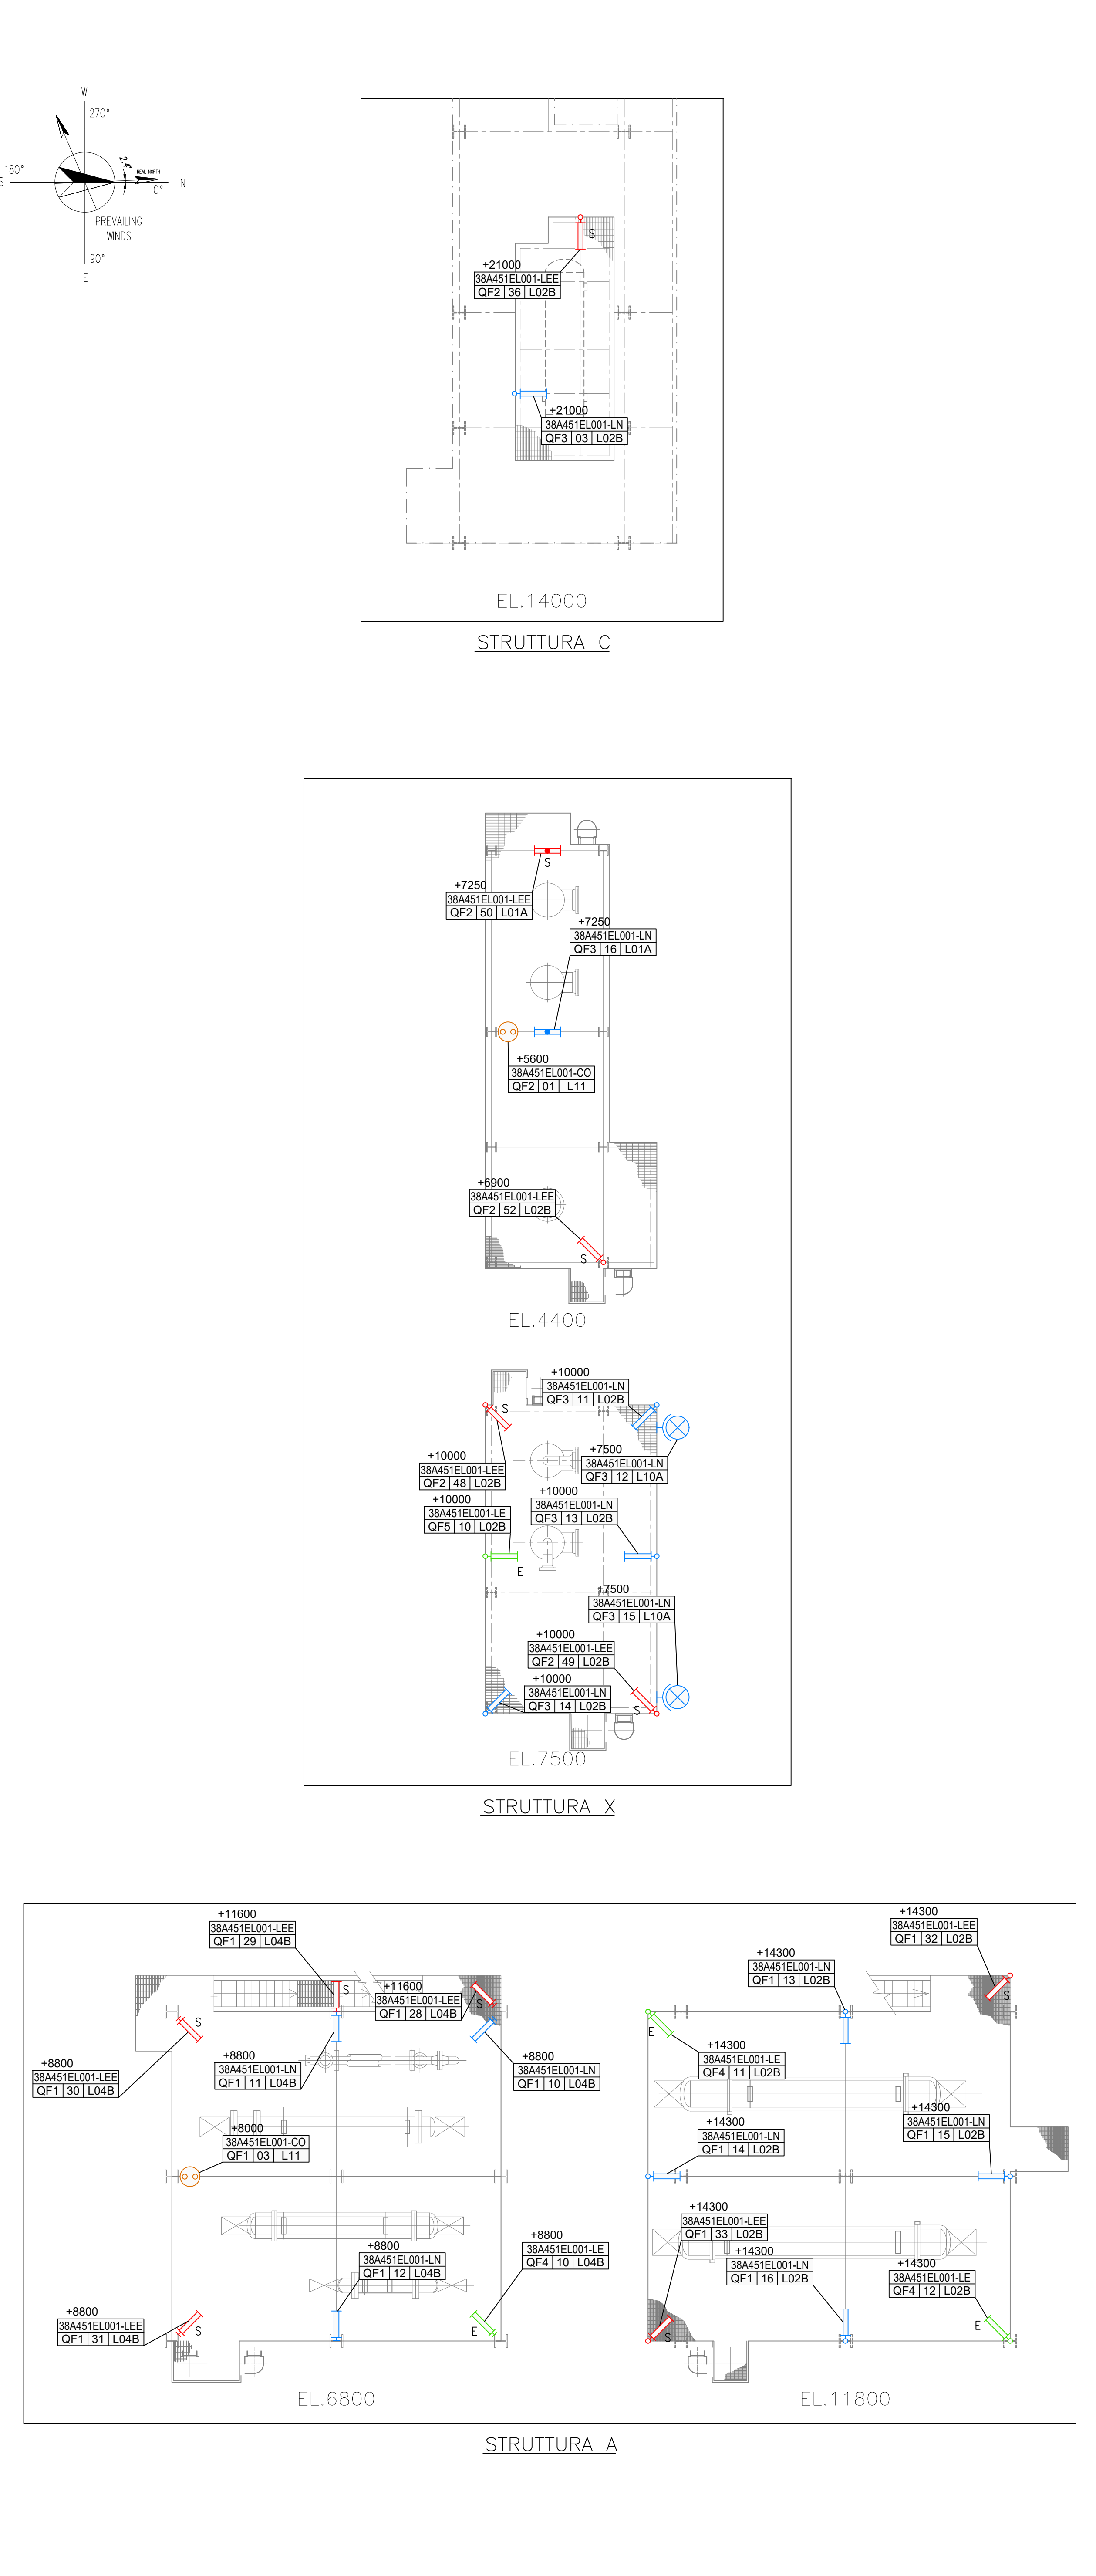 W
270°
180°
S
2.4°
REAL NORTH
0°
N
PREVAILING
WINDS
90°
E
S
+21000
38A451EL001-LEE
QF2 36 L02B
+21000
38A451EL001-LN
QF3 03 L02B
EL.14000
STRUTTURA C
S
+7250
38A451EL001-LEE
QF2 50 L01A
+7250
38A451EL001-LN
QF3 16 L01A
+5600
38A451EL001-CO
QF2 01 L11
+6900
38A451EL001-LEE
QF2 52 L02B
S
EL.4400
+10000
38A451EL001-LN
QF3 11 L02B
S
+10000
38A451EL001-LEE
QF2 48 L02B
+7500
38A451EL001-LN
QF3 12 L10A
+10000
38A451EL001-LE
QF5 10 L02B
+10000
38A451EL001-LN
QF3 13 L02B
E
+7500
38A451EL001-LN
QF3 15 L10A
+10000
38A451EL001-LEE
QF2 49 L02B
+10000
38A451EL001-LN
QF3 14 L02B
S
EL.7500
STRUTTURA X
+11600
38A451EL001-LEE
QF1 29 L04B
S
+11600
38A451EL001-LEE
QF1 28 L04B
S
S
+8800
38A451EL001-LEE
QF1 30 L04B
+8800
38A451EL001-LN
QF1 11 L04B
+8800
38A451EL001-LN
QF1 10 L04B
+8000
38A451EL001-CO
QF1 03 L11
+8800
38A451EL001-LE
QF4 10 L04B
+8800
38A451EL001-LN
QF1 12 L04B
+8800
38A451EL001-LEE
QF1 31 L04B
S
E
EL.6800
+14300
38A451EL001-LEE
QF1 32 L02B
S
+14300
38A451EL001-LN
QF1 13 L02B
E
+14300
38A451EL001-LE
QF4 11 L02B
+14300
38A451EL001-LN
QF1 15 L02B
+14300
38A451EL001-LN
QF1 14 L02B
+14300
38A451EL001-LEE
QF1 33 L02B
+14300
38A451EL001-LN
QF1 16 L02B
+14300
38A451EL001-LE
QF4 12 L02B
E
S
EL.11800
STRUTTURA A